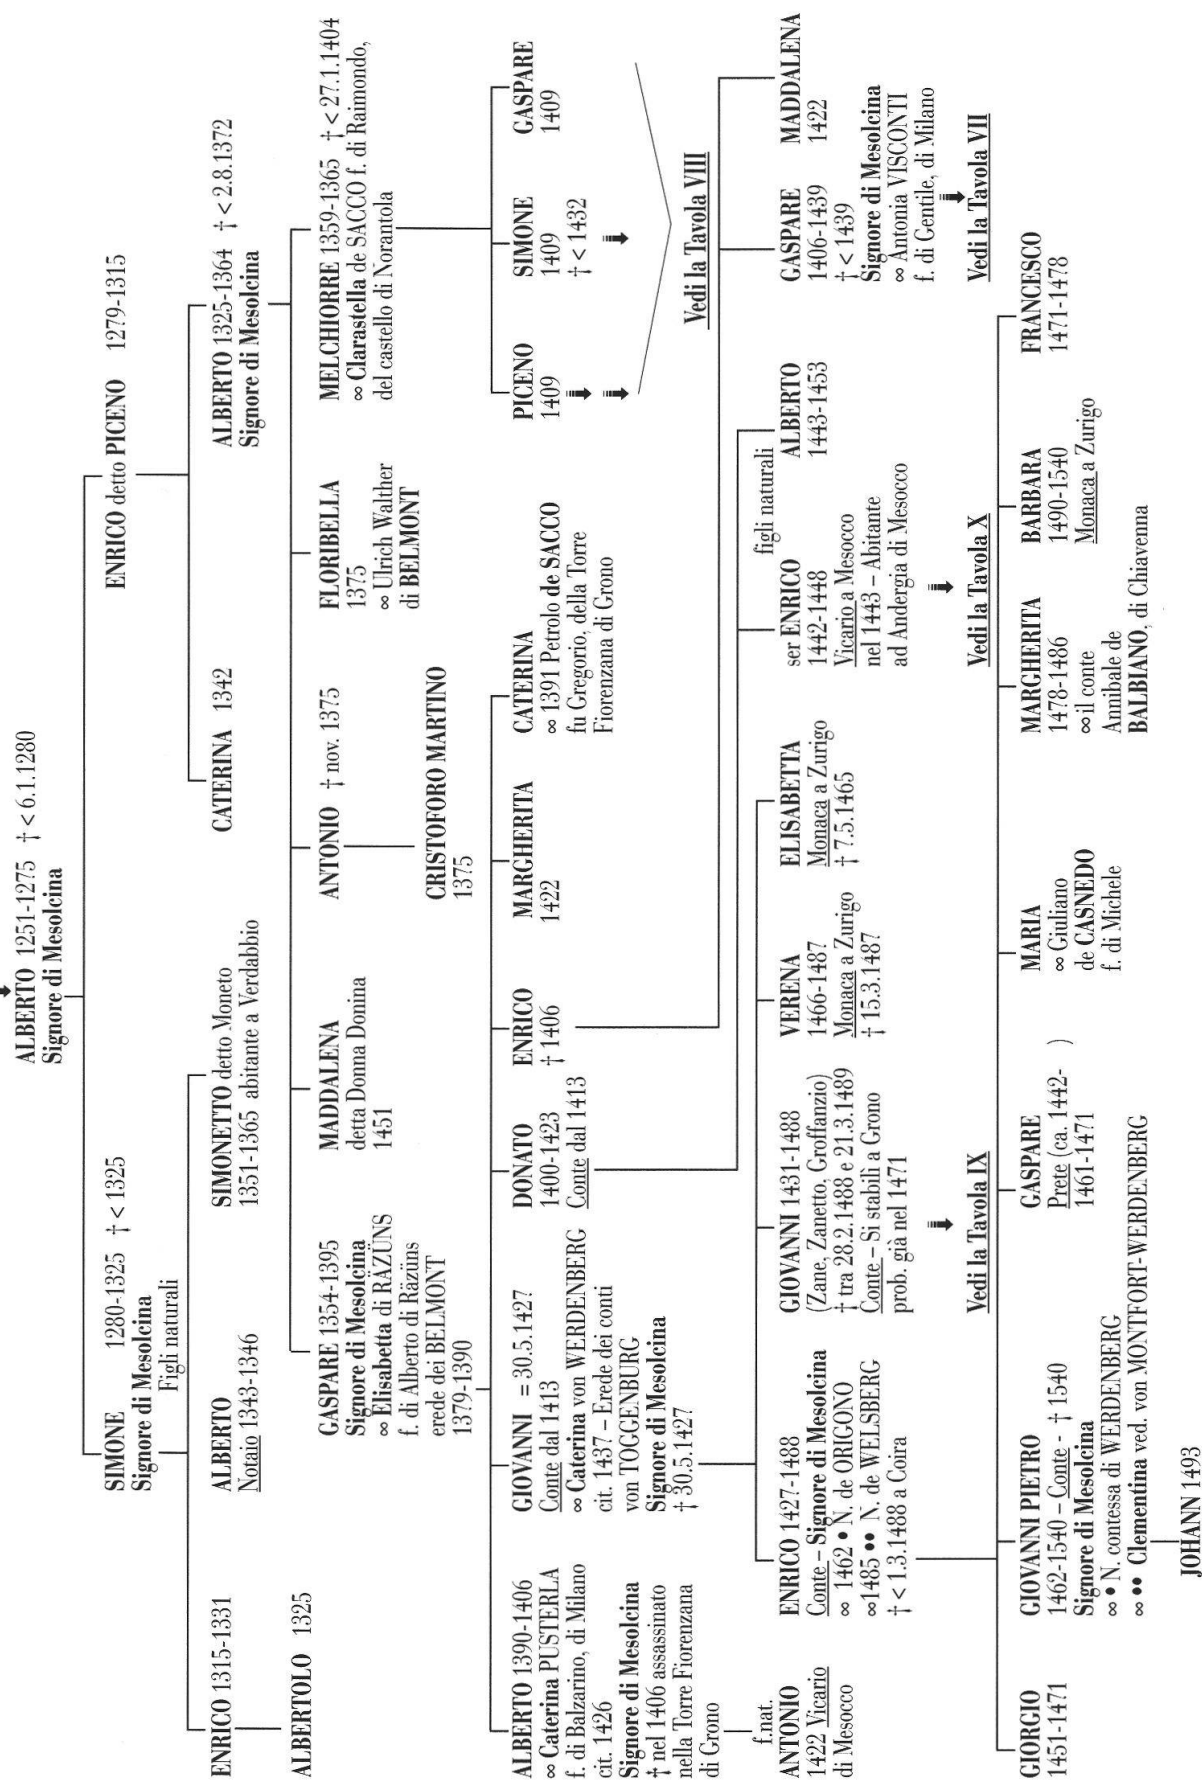 ALBERTO 1251-1275 † < 6.1.1280
Signore di Mesolcina
SIMONE 1280-1325 † < 1325
Signore di Mesolcina
Figli naturali
ENRICO detto PICENO 1279-1315
ENRICO 1315-1331
ALBERTO
Notaio 1343-1346
SIMONETTO detto Moneto
1351-1365 abitante a Verdabbio
CATERINA 1342
ALBERTO 1325-1364 † < 2.8.1372
Signore di Mesolcina
ALBERTOLO 1325
GASPARE 1354-1395
Signore di Mesolcina
∞ Elisabetta di RÄZÜNS
f. di Alberto di Räzüns
erede dei BELMONT
1379-1390
MADDALENA
detta Donna Donina
1451
ANTONIO † nov. 1375
CRISTOFORO MARTINO
1375
FLORIBELLA
1375
∞ Ulrich Walther
di BELMONT
MELCHIORRE 1359-1365 † < 27.1.1404
∞ Clarastella de SACCO f. di Raimondo,
del castello di Norantola
ALBERTO 1390-1406
∞ Caterina PUSTERLA
f. di Balzarino, di Milano
cit. 1426
Signore di Mesolcina
† nel 1406 assassinato
nella Torre Fiorenzana
di Grono
GIOVANNI = 30.5.1427
Conte dal 1413
∞ Caterina von WERDENBERG
cit. 1437 – Erede dei conti
von TOGGENBURG
Signore di Mesolcina
† 30.5.1427
DONATO
1400-1423
Conte dal 1413
ENRICO
† 1406
MARGHERITA
1422
CATERINA
∞ 1391 Petrolo de SACCO
fu Gregorio, della Torre
Fiorenzana di Grono
PICENO
1409
SIMONE
1409
† < 1432
GASPARE
1409
Vedi la Tavola VIII
f.nat.
ANTONIO
1422 Vicario
di Mesocco
ENRICO 1427-1488
Conte – Signore di Mesolcina
∞ 1462 • N. de ORIGONO
∞1485 •• N. de WELSBERG
† < 1.3.1488 a Coira
GIOVANNI 1431-1488
(Zane, Zanetto, Groffanzio)
† tra 28.2.1488 e 21.3.1489
Conte – Si stabilì a Grono
prob. già nel 1471
Vedi la Tavola IX
VERENA
1466-1487
Monaca a Zurigo
† 15.3.1487
ELISABETTA
Monaca a Zurigo
† 7.5.1465
figli naturali
ser ENRICO
1442-1448
Vicario a Mesocco
nel 1443 – Abitante
ad Andergia di Mesocco
Vedi la Tavola X
ALBERTO
1443-1453
GASPARE
1406-1439
† < 1439
Signore di Mesolcina
∞ Antonia VISCONTI
f. di Gentile, di Milano
Vedi la Tavola VII
MADDALENA
1422
GIORGIO
1451-1471
GIOVANNI PIETRO
1462-1540 – Conte - † 1540
Signore di Mesolcina
∞ • N. contessa di WERDENBERG
∞ •• Clementina ved. von MONTFORT-WERDENBERG
JOHANN 1493
GASPARE
Prete (ca. 1442- )
1461-1471
MARIA
∞ Giuliano
de CASNEDO
f. di Michele
MARGHERITA
1478-1486
∞ il conte
Annibale de
BALBIANO, di Chiavenna
BARBARA
1490-1540
Monaca a Zurigo
FRANCESCO
1471-1478